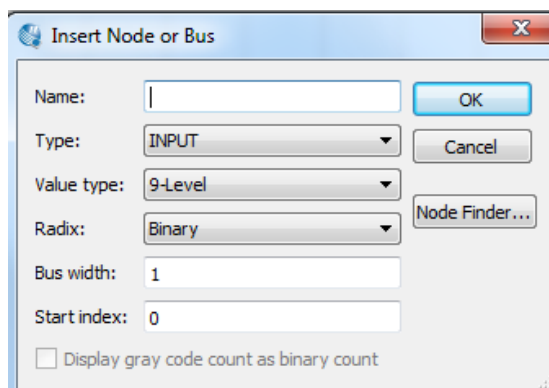 Insert Node or Bus
Name:
OK
Type: INPUT
Cancel
Value type: 9-Level
Node Finder...
Radix: Binary
Bus width: 1
Start index: 0
Display gray code count as binary count